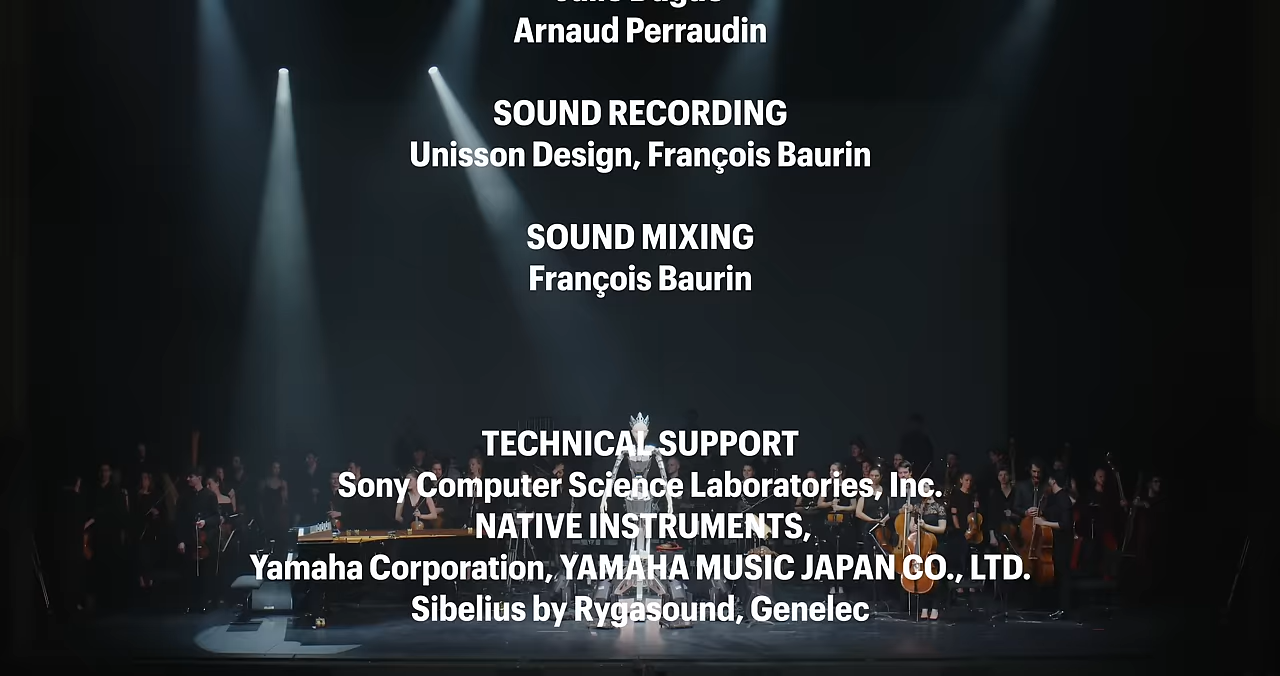 Arnaud Perraudin
SOUND RECORDING
Unisson Design, François Baurin
SOUND MIXING
François Baurin
TECHNICAL SUPPORT
Sony Computer Science Laboratories, Inc.
NATIVE INSTRUMENTS,
Yamaha Corporation, YAMAHA MUSIC JAPAN CO., LTD.
Sibelius by Rygasound, Genelec